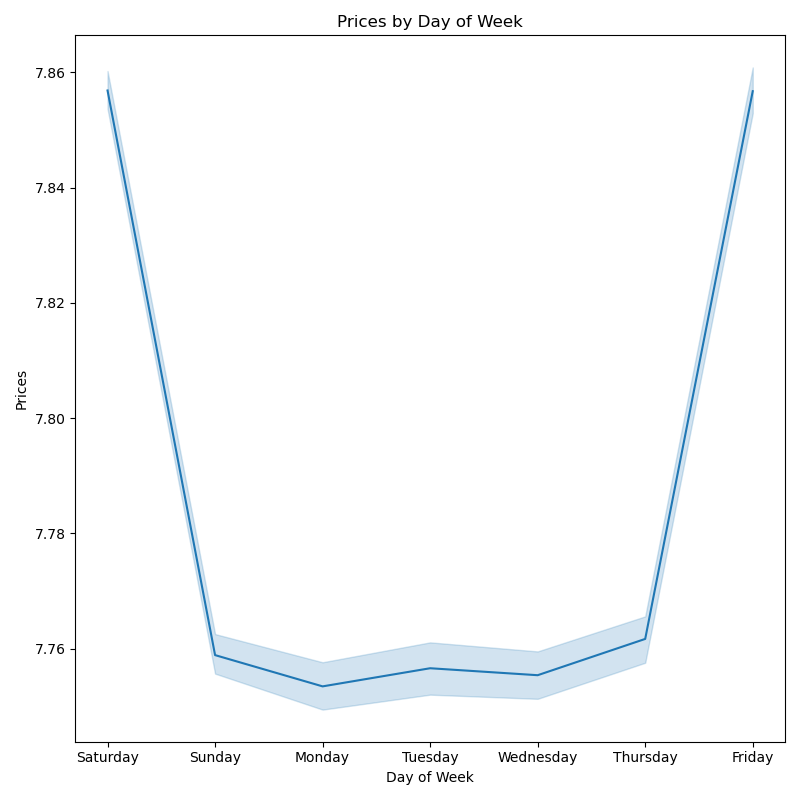 Prices by Day of Week
Prices
7.86
7.84
7.82
7.80
7.78
7.76
Saturday Sunday Monday Tuesday Wednesday Thursday Friday
Day of Week